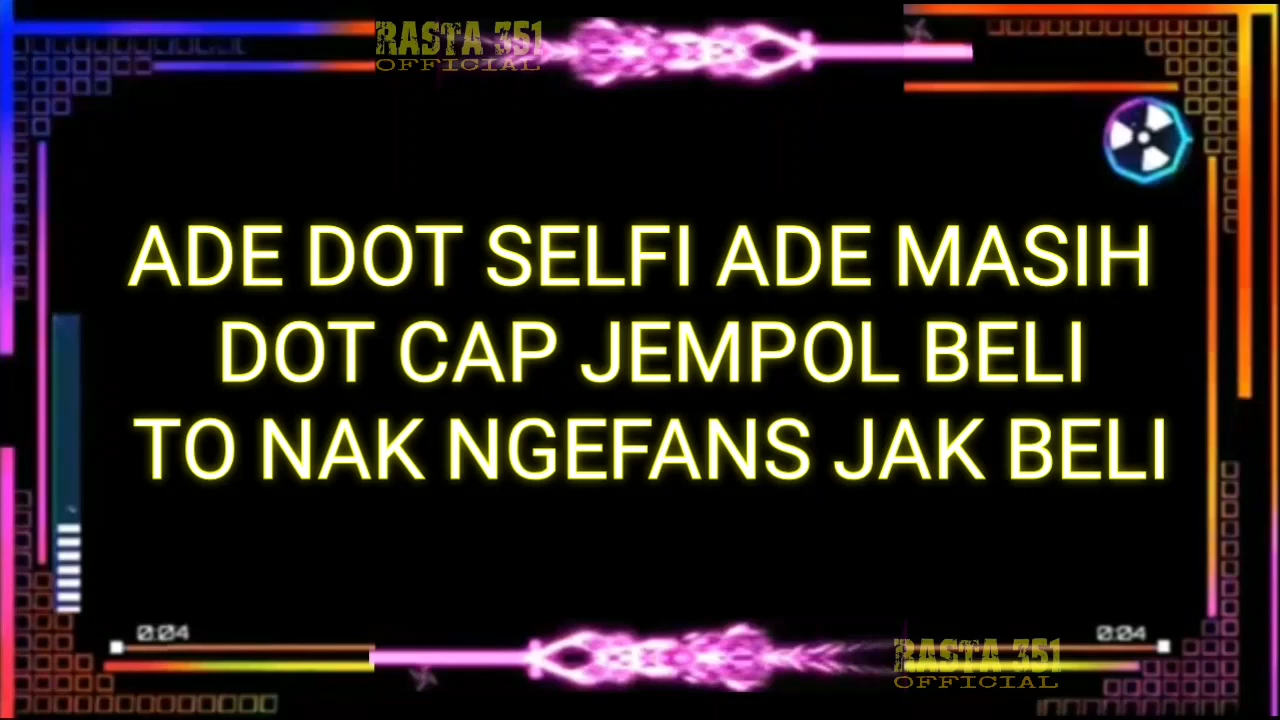 RASTA 351
OFFICIAL
ADE DOT SELFI ADE MASIH
DOT CAP JEMPOL BELI
TO NAK NGEFANS JAK BELI
0:04
0:04
RASTA 351
OFFICIAL